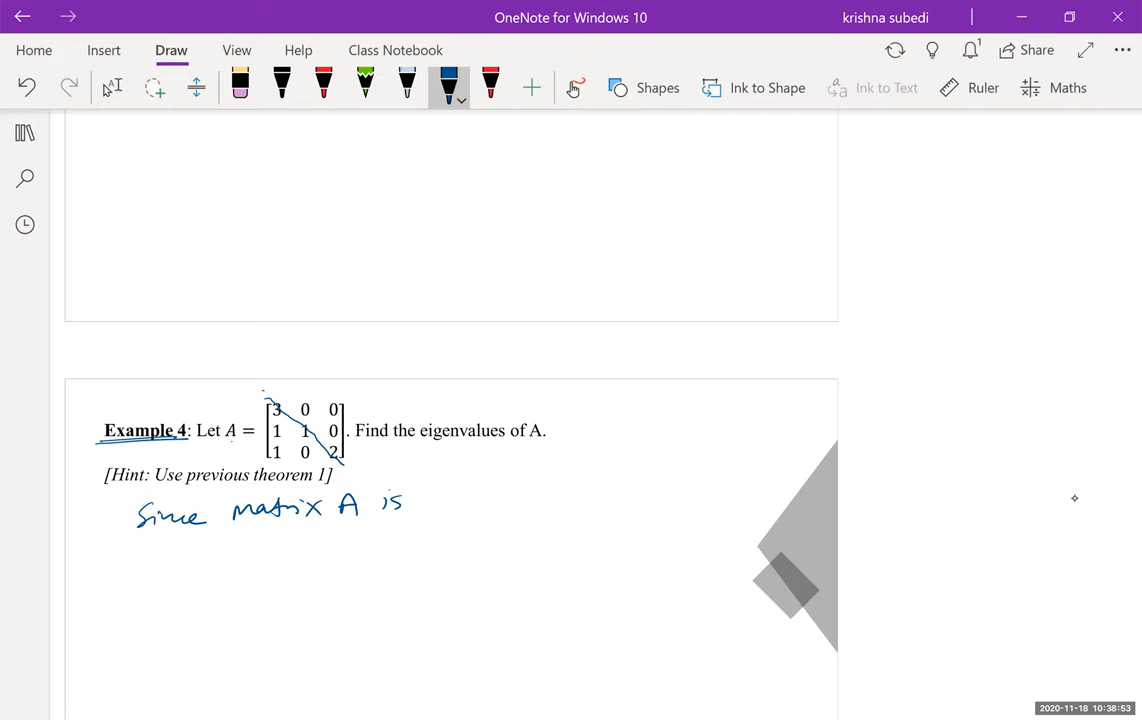 OneNote for Windows 10
krishna subedi
Home Insert Draw View Help Class Notebook
1
Share
Shapes
Ink to Shape
Ink to Text
Ruler
Maths
Example 4: Let A = [3 0 0
1 1 0
1 0 2]. Find the eigenvalues of A.
[Hint: Use previous theorem 1]
Since matrix A is
2020-11-18 10:38:53